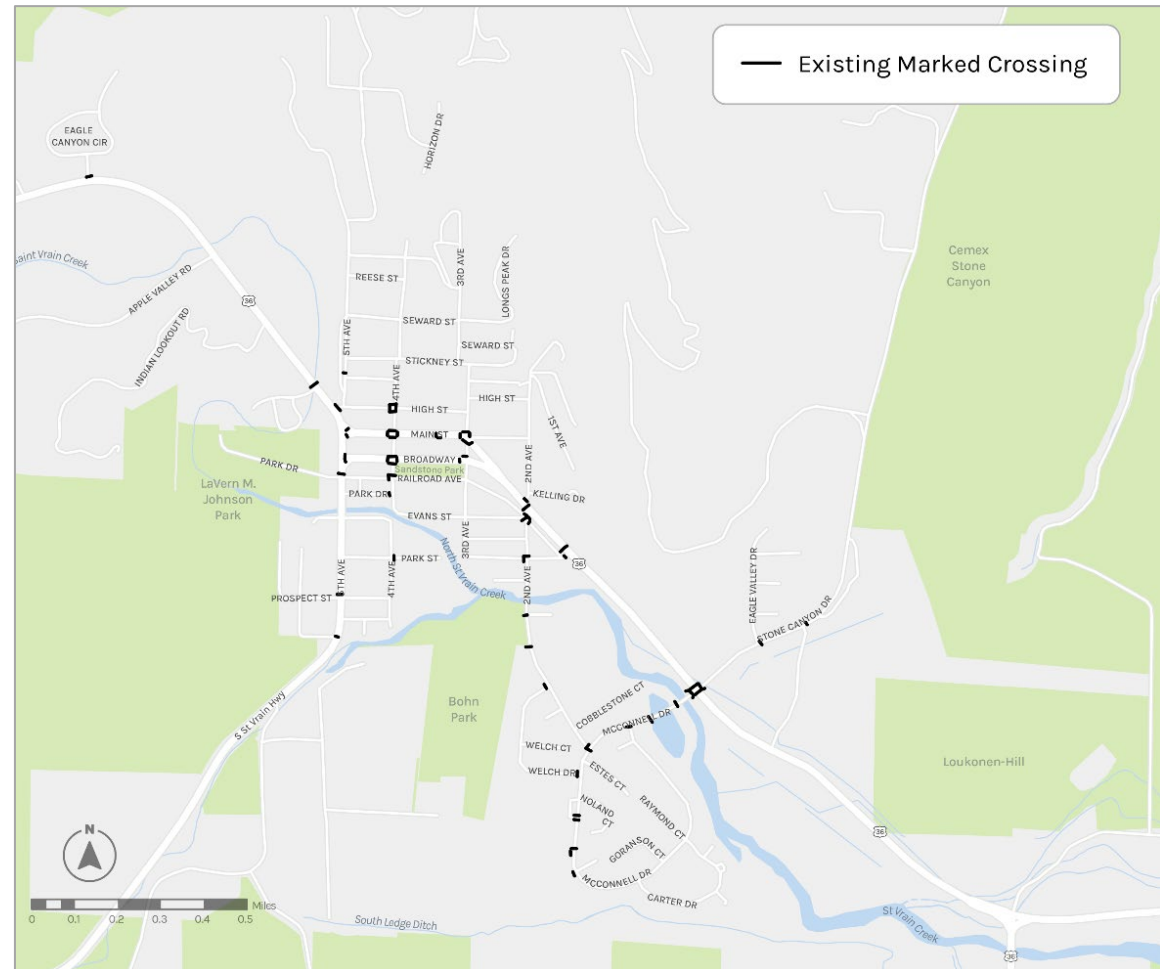 Existing Marked Crossing
EAGLE
CANYON CIR
HORIZON DR
Saint Vrain Creek
APPLE VALLEY RD
36
INDIAN LOOKOUT RD
REESE ST
3RD AVE
LONGS PEAK DR
Cemex
Stone
Canyon
5TH AVE
SEWARD ST
SEWARD ST
STICKNEY ST
4TH AVE
HIGH ST
HIGH ST
1ST AVE
MAIN ST
2ND AVE
BROADWAY
Sandstone Park
PARK DR
RAILROAD AVE
LaVern M.
Johnson
Park
PARK DR
KELLING DR
EVANS ST
3RD AVE
North St Vrain Creek
PARK ST
36
5TH AVE
4TH AVE
2ND AVE
EAGLE VALLEY DR
PROSPECT ST
STONE CANYON DR
S St Vrain Hwy
Bohn
Park
COBBLESTONE CT
MCCONNELL DR
WELCH CT
WELCH DR
ESTES CT
Loukonen-Hill
NOLAND
CT
RAYMOND CT
36
GORANSON CT
N
MCCONNELL DR
CARTER DR
Miles
0 0.1 0.2 0.3 0.4 0.5
South Ledge Ditch
St Vrain Creek
36